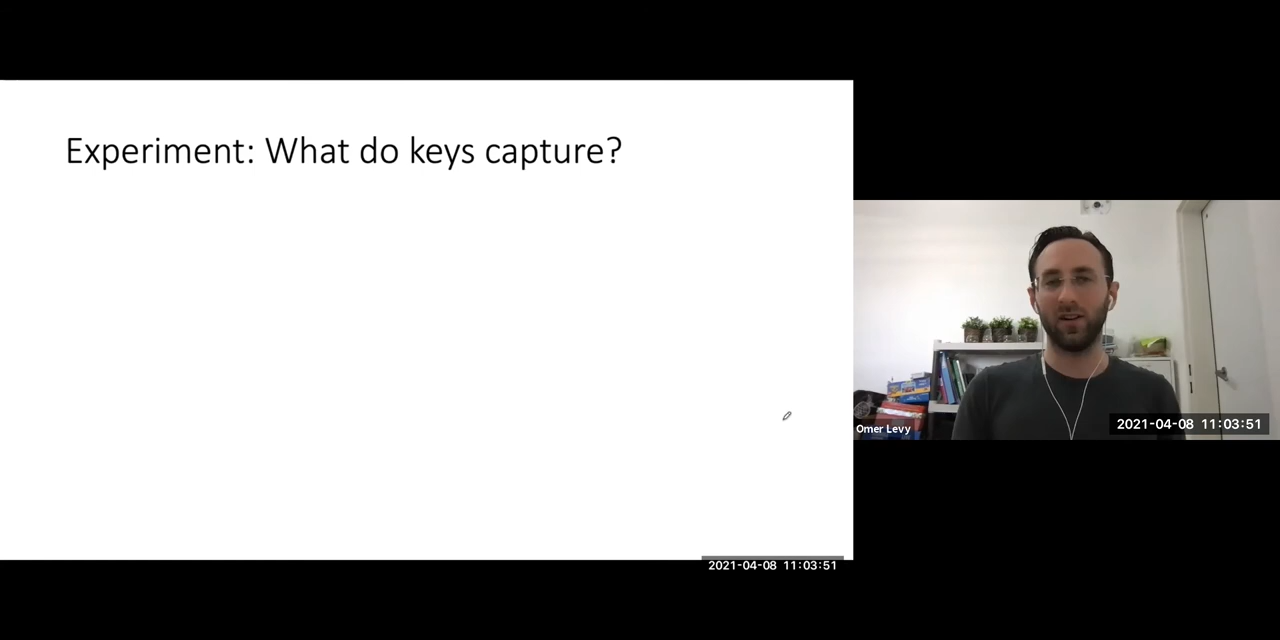 Experiment: What do keys capture?
Omer Levy
2021-04-08 11:03:51
2021-04-08 11:03:51